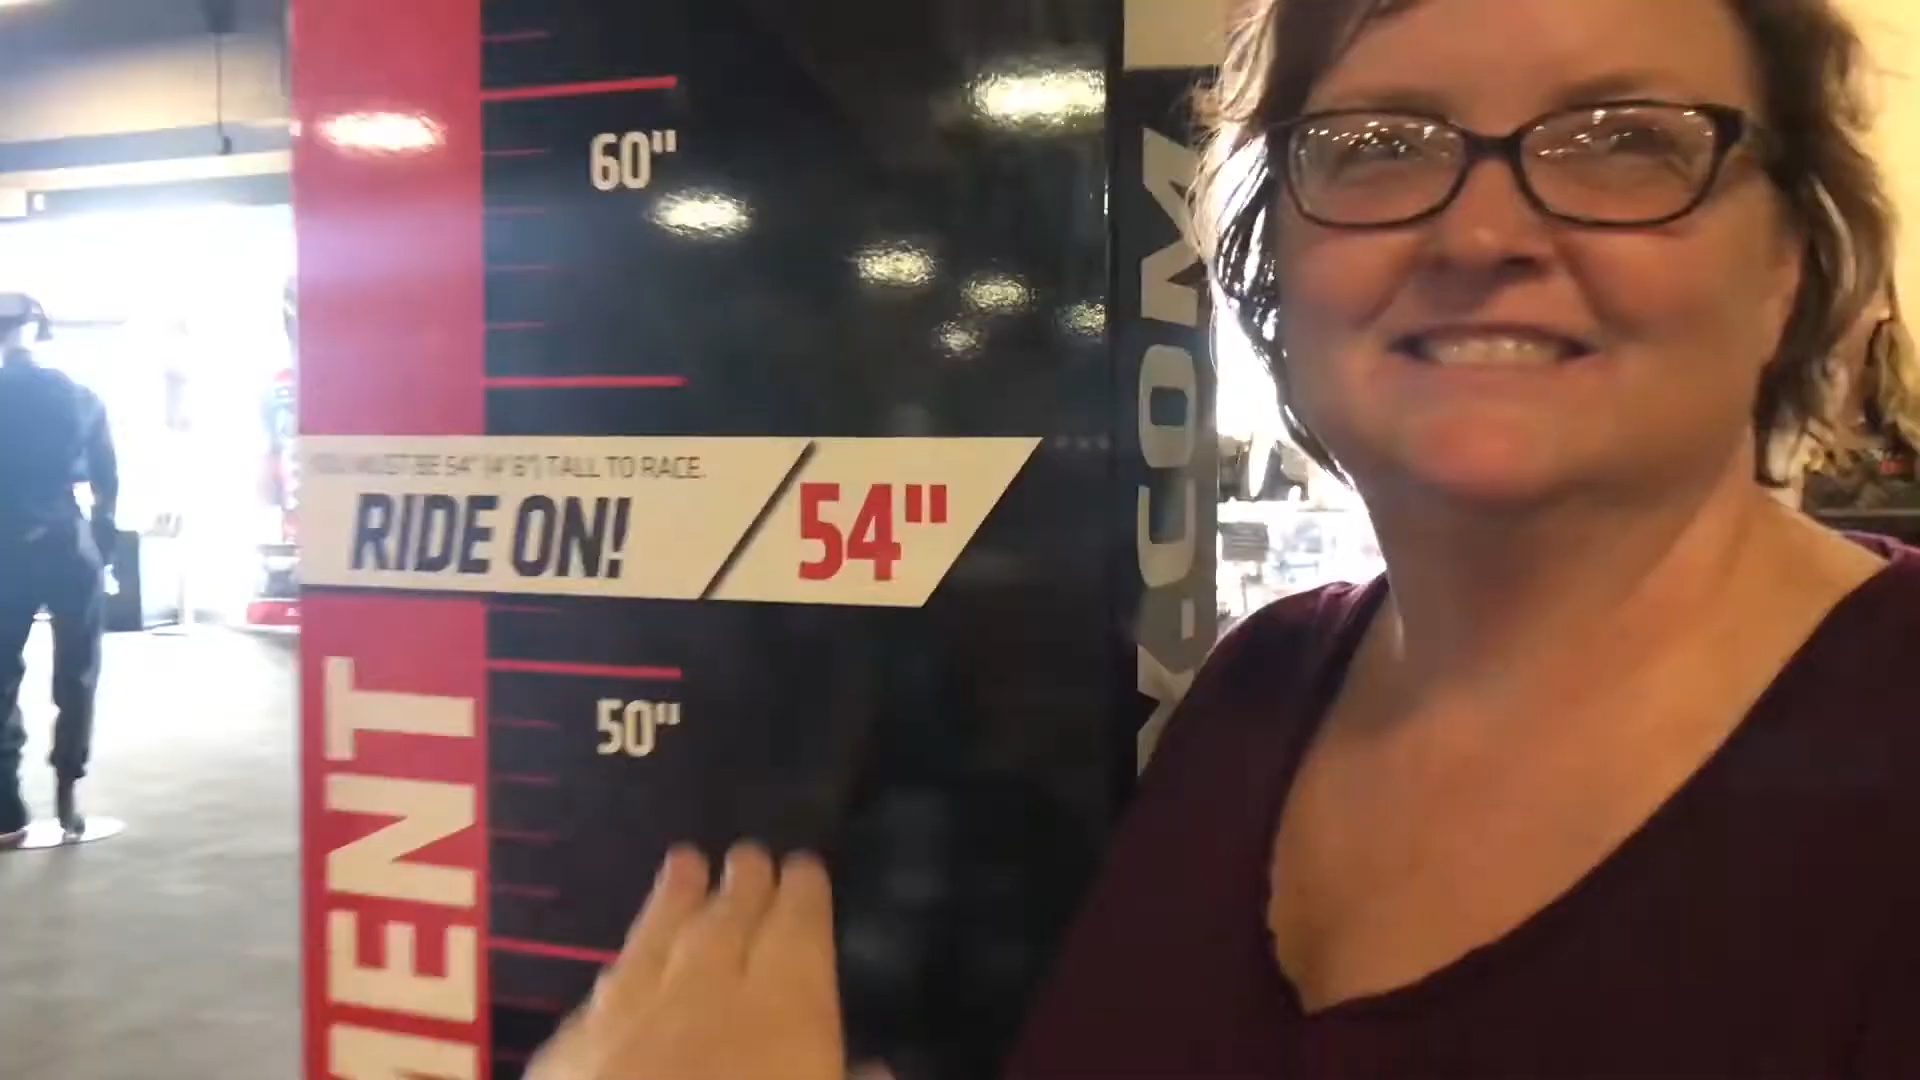 60"
YOU MUST BE 54" (4'6") TALL TO RACE.
RIDE ON! 54"
50"
MENT
X-COM